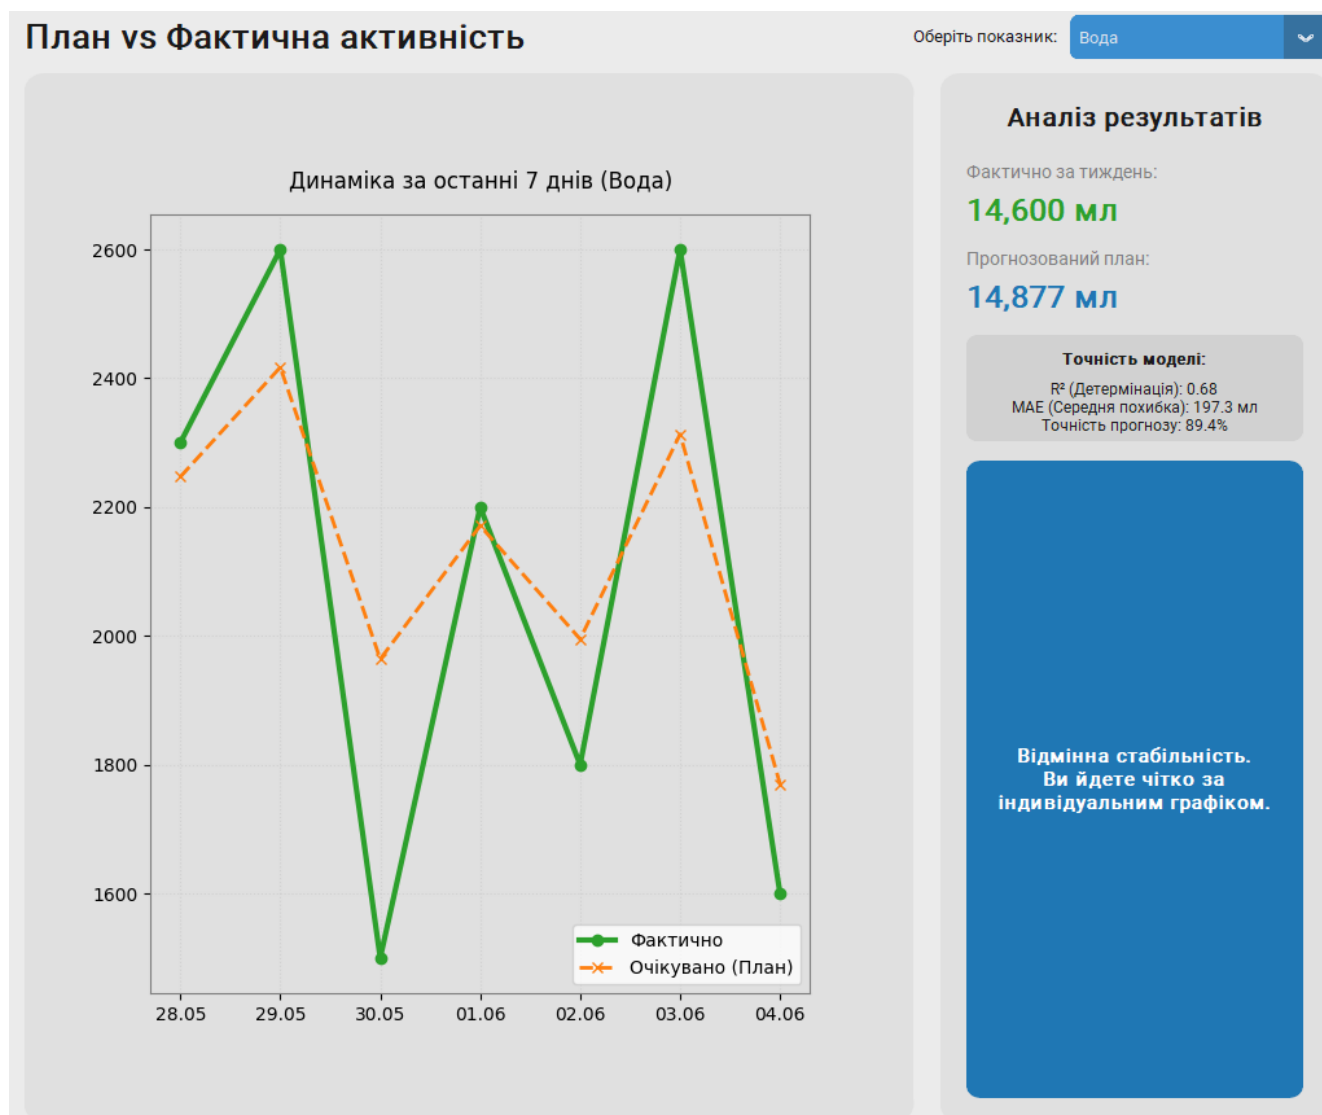 План vs Фактична активність
Оберіть показник:
Вода
Динаміка за останні 7 днів (Вода)
2600
2400
2200
2000
1800
1600
28.05 29.05 30.05 01.06 02.06 03.06 04.06
Фактично
Очікувано (План)
Аналіз результатів
Фактично за тиждень:
14,600 мл
Прогнозований план:
14,877 мл
Точність моделі:
R² (Детермінація): 0.68
MAE (Середня похибка): 197.3 мл
Точність прогнозу: 89.4%
Відмінна стабільність.
Ви йдете чітко за
індивідуальним графіком.